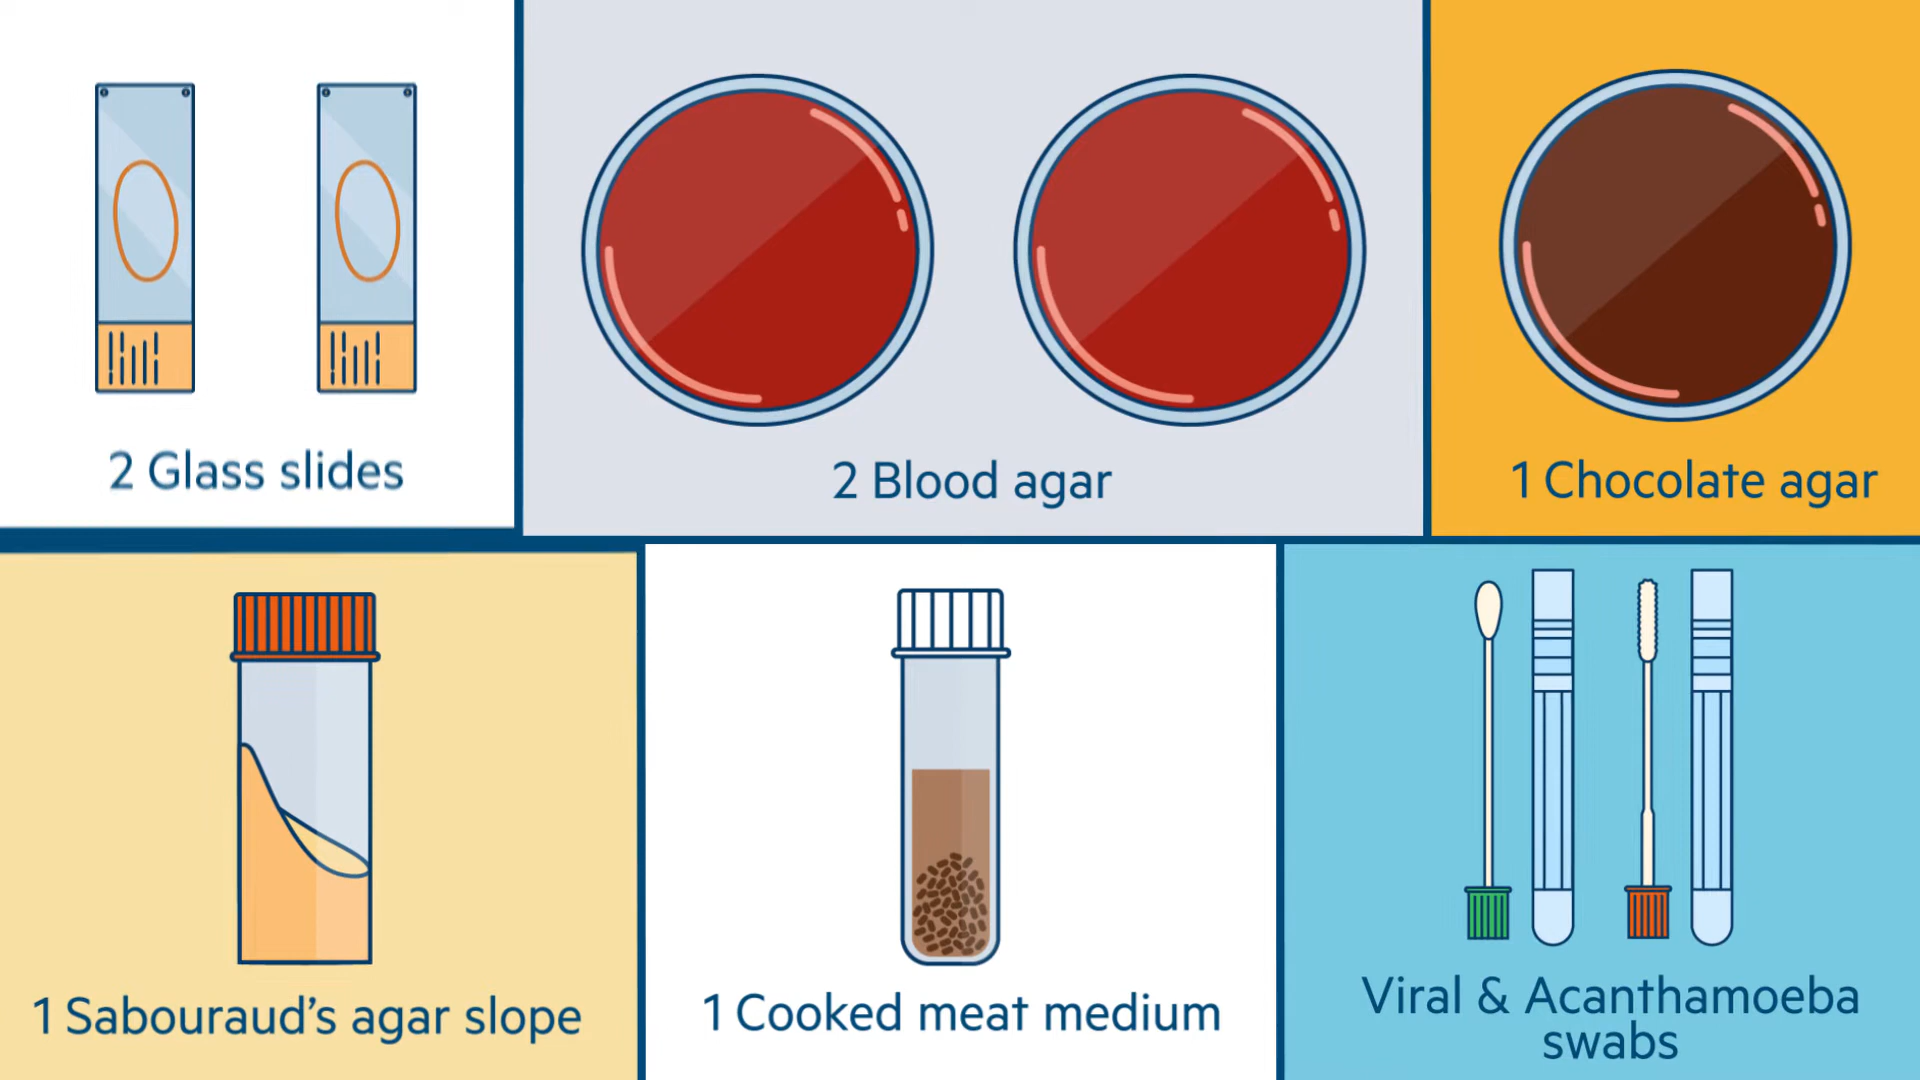 2 Glass slides
2 Blood agar
1 Chocolate agar
1 Sabouraud’s agar slope
1 Cooked meat medium
Viral & Acanthamoeba
swabs